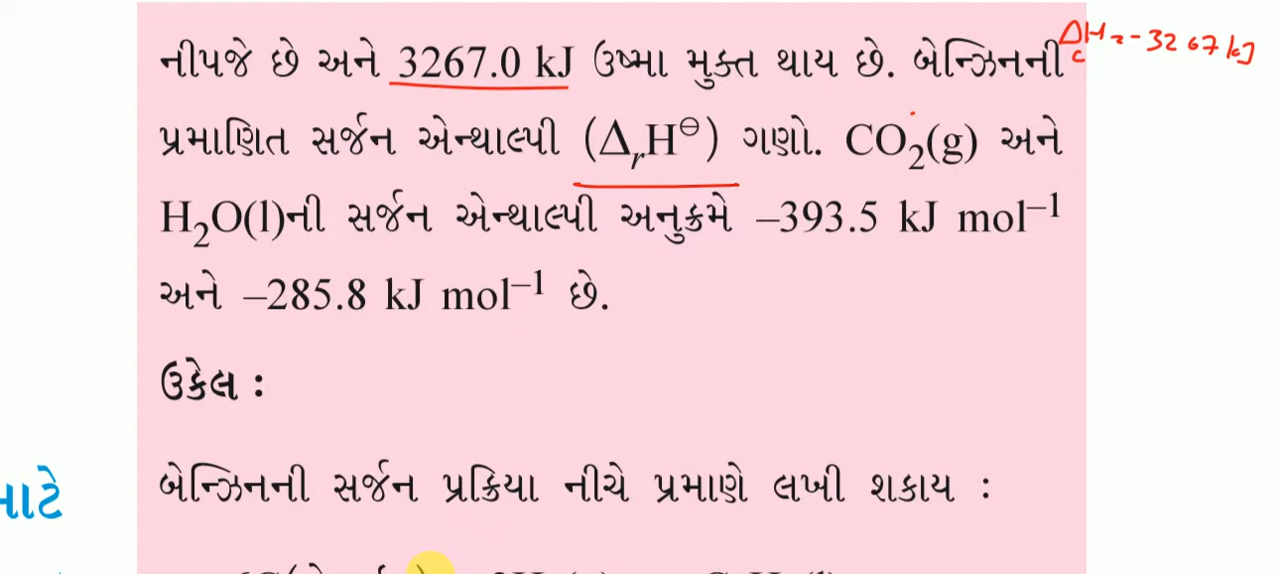 નીપજે છે અને 3267.0 kJ ઉષ્મા મુક્ત થાય છે. બેન્ઝિનની ΔcH = -3267 kJ
પ્રમાણિત સર્જન એન્થાલ્પી (ΔᵣH⊖) ગણો. CO₂(g) અને
H₂O(l)ની સર્જન એન્થાલ્પી અનુક્રમે –393.5 kJ mol⁻¹
અને –285.8 kJ mol⁻¹ છે.
ઉકેલ :
બેન્ઝિનની સર્જન પ્રક્રિયા નીચે પ્રમાણે લખી શકાય :